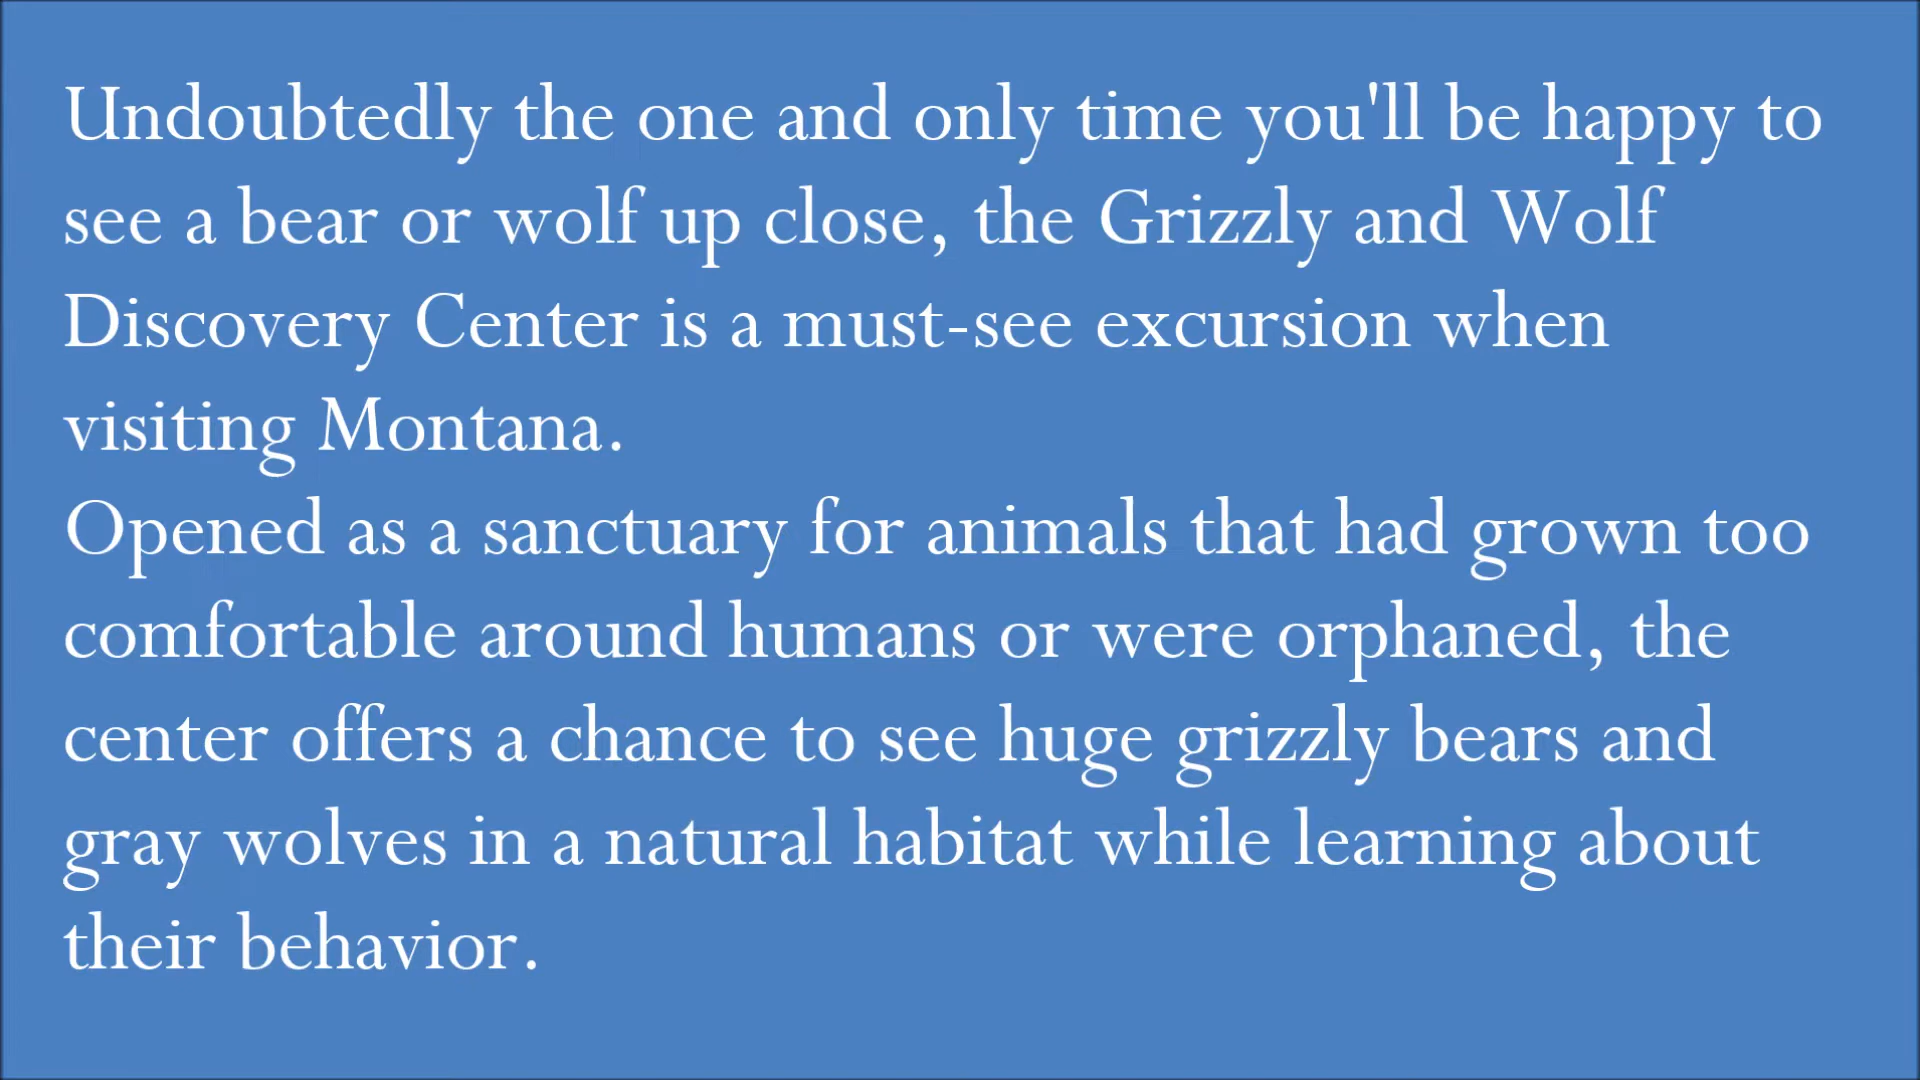 Undoubtedly the one and only time you'll be happy to
see a bear or wolf up close, the Grizzly and Wolf
Discovery Center is a must-see excursion when
visiting Montana.
Opened as a sanctuary for animals that had grown too
comfortable around humans or were orphaned, the
center offers a chance to see huge grizzly bears and
gray wolves in a natural habitat while learning about
their behavior.